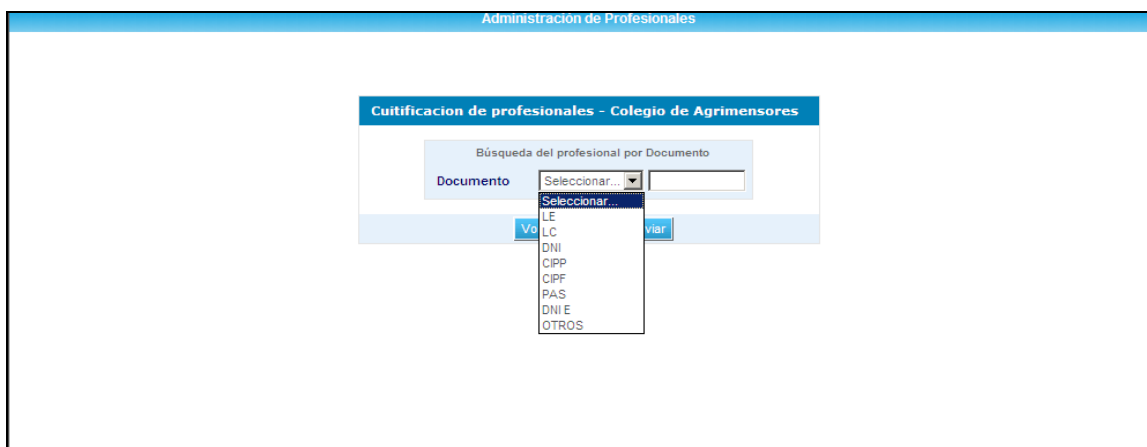 Administración de Profesionales
Cuitificacion de profesionales - Colegio de Agrimensores
Búsqueda del profesional por Documento
Documento Seleccionar...
Seleccionar...
LE
LC
DNI
CIPP
CIPF
PAS
DNI E
OTROS